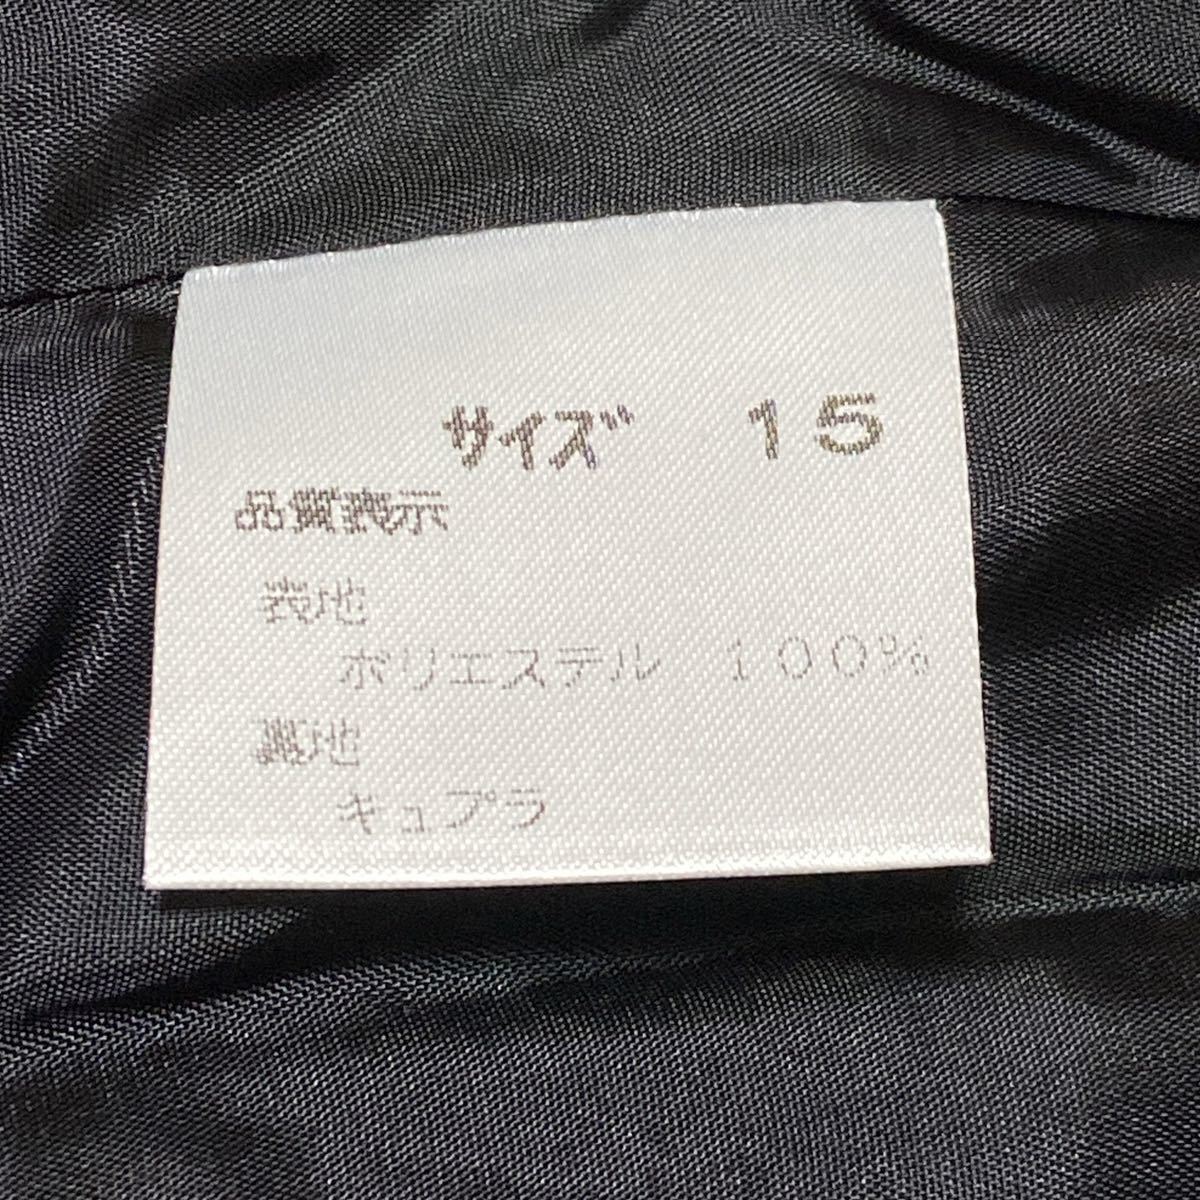 サイズ　１５
品質表示
表地
ポリエステル　１００％
裏地
キュプラ